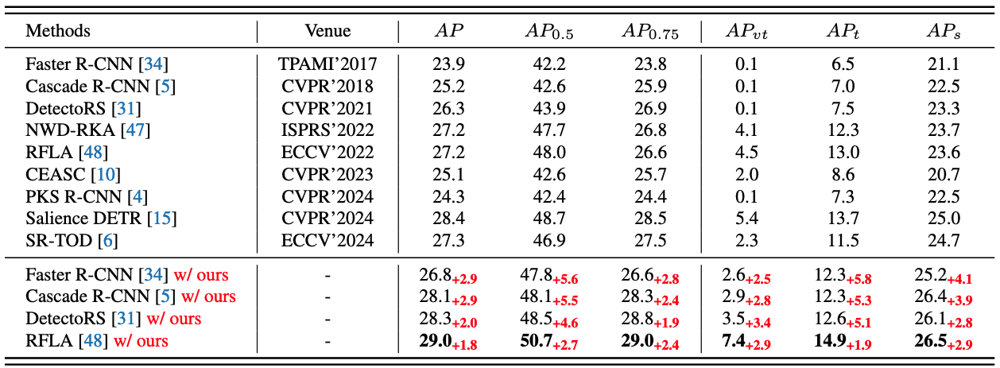 Methods Venue AP AP0.5 AP0.75 APvt APt APs
Faster R-CNN [34] TPAMI’2017 23.9 42.2 23.8 0.1 6.5 21.1
Cascade R-CNN [5] CVPR’2018 25.2 42.6 25.9 0.1 7.0 22.5
DetectoRS [31] CVPR’2021 26.3 43.9 26.9 0.1 7.5 23.3
NWD-RKA [47] ISPRS’2022 27.2 47.7 26.8 4.1 12.3 23.7
RFLA [48] ECCV’2022 27.2 48.0 26.6 4.5 13.0 23.6
CEASC [10] CVPR’2023 25.1 42.6 25.7 2.0 8.6 20.7
PKS R-CNN [4] CVPR’2024 24.3 42.4 24.4 0.1 7.3 22.5
Salience DETR [15] CVPR’2024 28.4 48.7 28.5 5.4 13.7 25.0
SR-TOD [6] ECCV’2024 27.3 46.9 27.5 2.3 11.5 24.7
Faster R-CNN [34] w/ ours - 26.8+2.9 47.8+5.6 26.6+2.8 2.6+2.5 12.3+5.8 25.2+4.1
Cascade R-CNN [5] w/ ours - 28.1+2.9 48.1+5.5 28.3+2.4 2.9+2.8 12.3+5.3 26.4+3.9
DetectoRS [31] w/ ours - 28.3+2.0 48.5+4.6 28.8+1.9 3.5+3.4 12.6+5.1 26.1+2.8
RFLA [48] w/ ours - 29.0+1.8 50.7+2.7 29.0+2.4 7.4+2.9 14.9+1.9 26.5+2.9